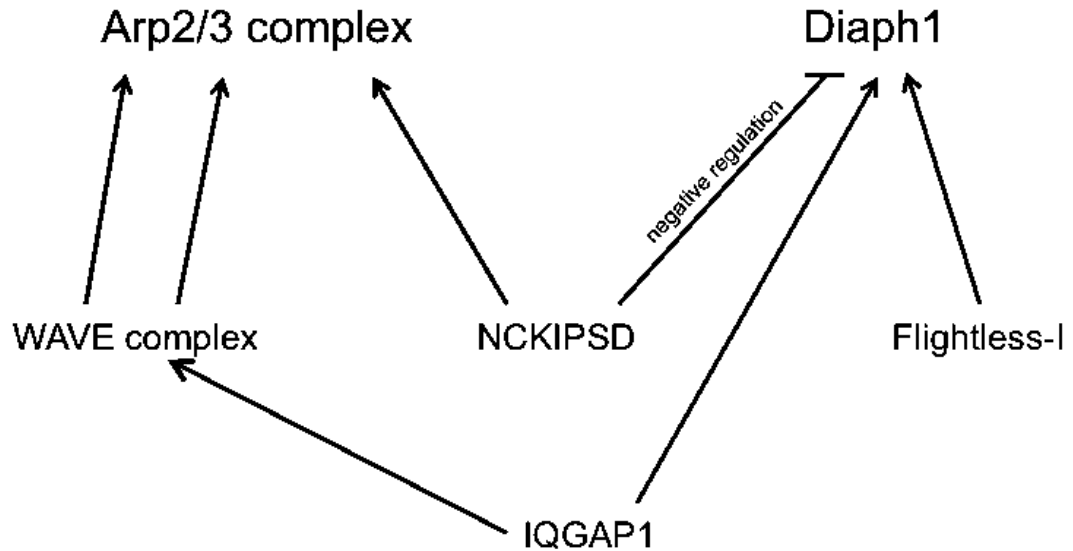 Arp2/3 complex
Diaph1
negative regulation
WAVE complex
NCKIPSD
Flightless-I
IQGAP1